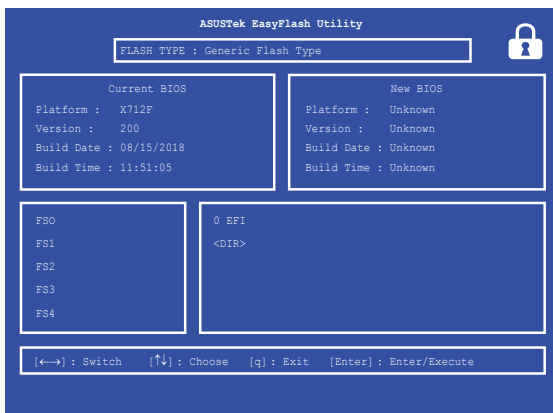 ASUSTek EasyFlash Utility
FLASH TYPE : Generic Flash Type
Current BIOS
Platform : X712F
Version : 200
Build Date : 08/15/2018
Build Time : 11:51:05
New BIOS
Platform : Unknown
Version : Unknown
Build Date : Unknown
Build Time : Unknown
FSO
FS1
FS2
FS3
FS4
0 EFI
<DIR>
[←→] : Switch [↑↓] : Choose [q] : Exit [Enter] : Enter/Execute